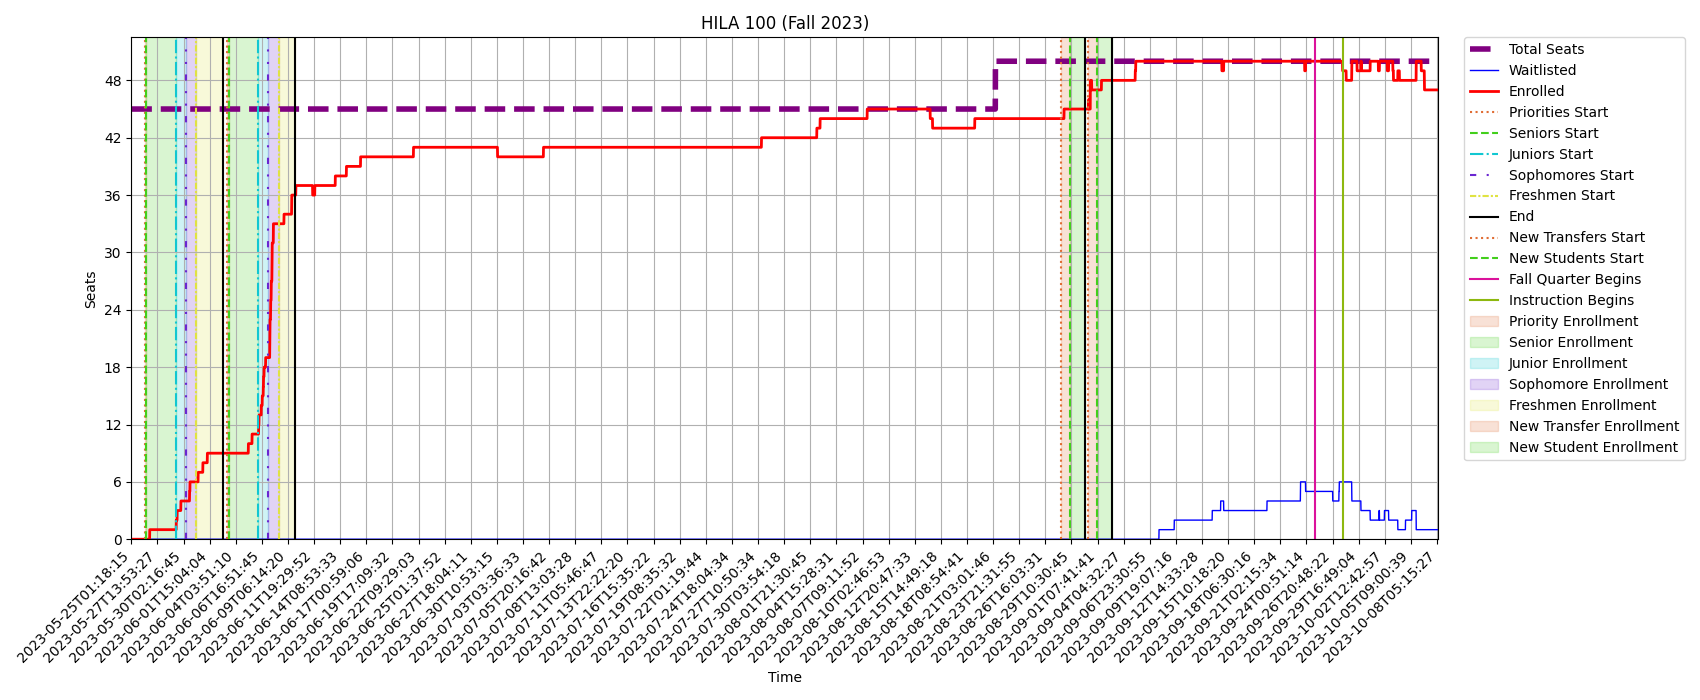 HILA 100 (Fall 2023)
Total Seats
Waitlisted
Enrolled
Priorities Start
Seniors Start
Juniors Start
Sophomores Start
Freshmen Start
End
New Transfers Start
New Students Start
Fall Quarter Begins
Instruction Begins
Priority Enrollment
Senior Enrollment
Junior Enrollment
Sophomore Enrollment
Freshmen Enrollment
New Transfer Enrollment
New Student Enrollment
Seats
48
42
36
30
24
18
12
6
0
2023-05-25T01:18:15
2023-05-27T13:53:27
2023-05-30T02:16:45
2023-06-01T15:04:04
2023-06-04T03:51:10
2023-06-06T16:51:45
2023-06-09T06:14:20
2023-06-11T19:29:52
2023-06-14T08:53:33
2023-06-17T00:59:06
2023-06-19T17:09:32
2023-06-22T09:29:03
2023-06-25T01:37:52
2023-06-27T18:04:11
2023-06-30T10:53:15
2023-07-03T03:36:33
2023-07-05T20:16:42
2023-07-08T13:03:28
2023-07-11T05:46:47
2023-07-13T22:22:20
2023-07-16T15:35:22
2023-07-19T08:35:32
2023-07-22T01:19:44
2023-07-24T18:04:34
2023-07-27T10:50:34
2023-07-30T03:54:18
2023-08-01T21:30:45
2023-08-04T15:28:31
2023-08-07T09:11:52
2023-08-10T02:46:53
2023-08-12T20:47:33
2023-08-15T14:49:18
2023-08-18T08:54:41
2023-08-21T03:01:46
2023-08-23T21:31:55
2023-08-26T16:03:31
2023-08-29T10:30:45
2023-09-01T07:41:41
2023-09-04T04:32:27
2023-09-06T23:30:55
2023-09-09T19:07:16
2023-09-12T14:33:28
2023-09-15T10:18:20
2023-09-18T06:30:16
2023-09-21T02:15:34
2023-09-24T00:51:14
2023-09-26T20:48:22
2023-09-29T16:49:04
2023-10-02T12:42:57
2023-10-05T09:00:39
2023-10-08T05:15:27
Time